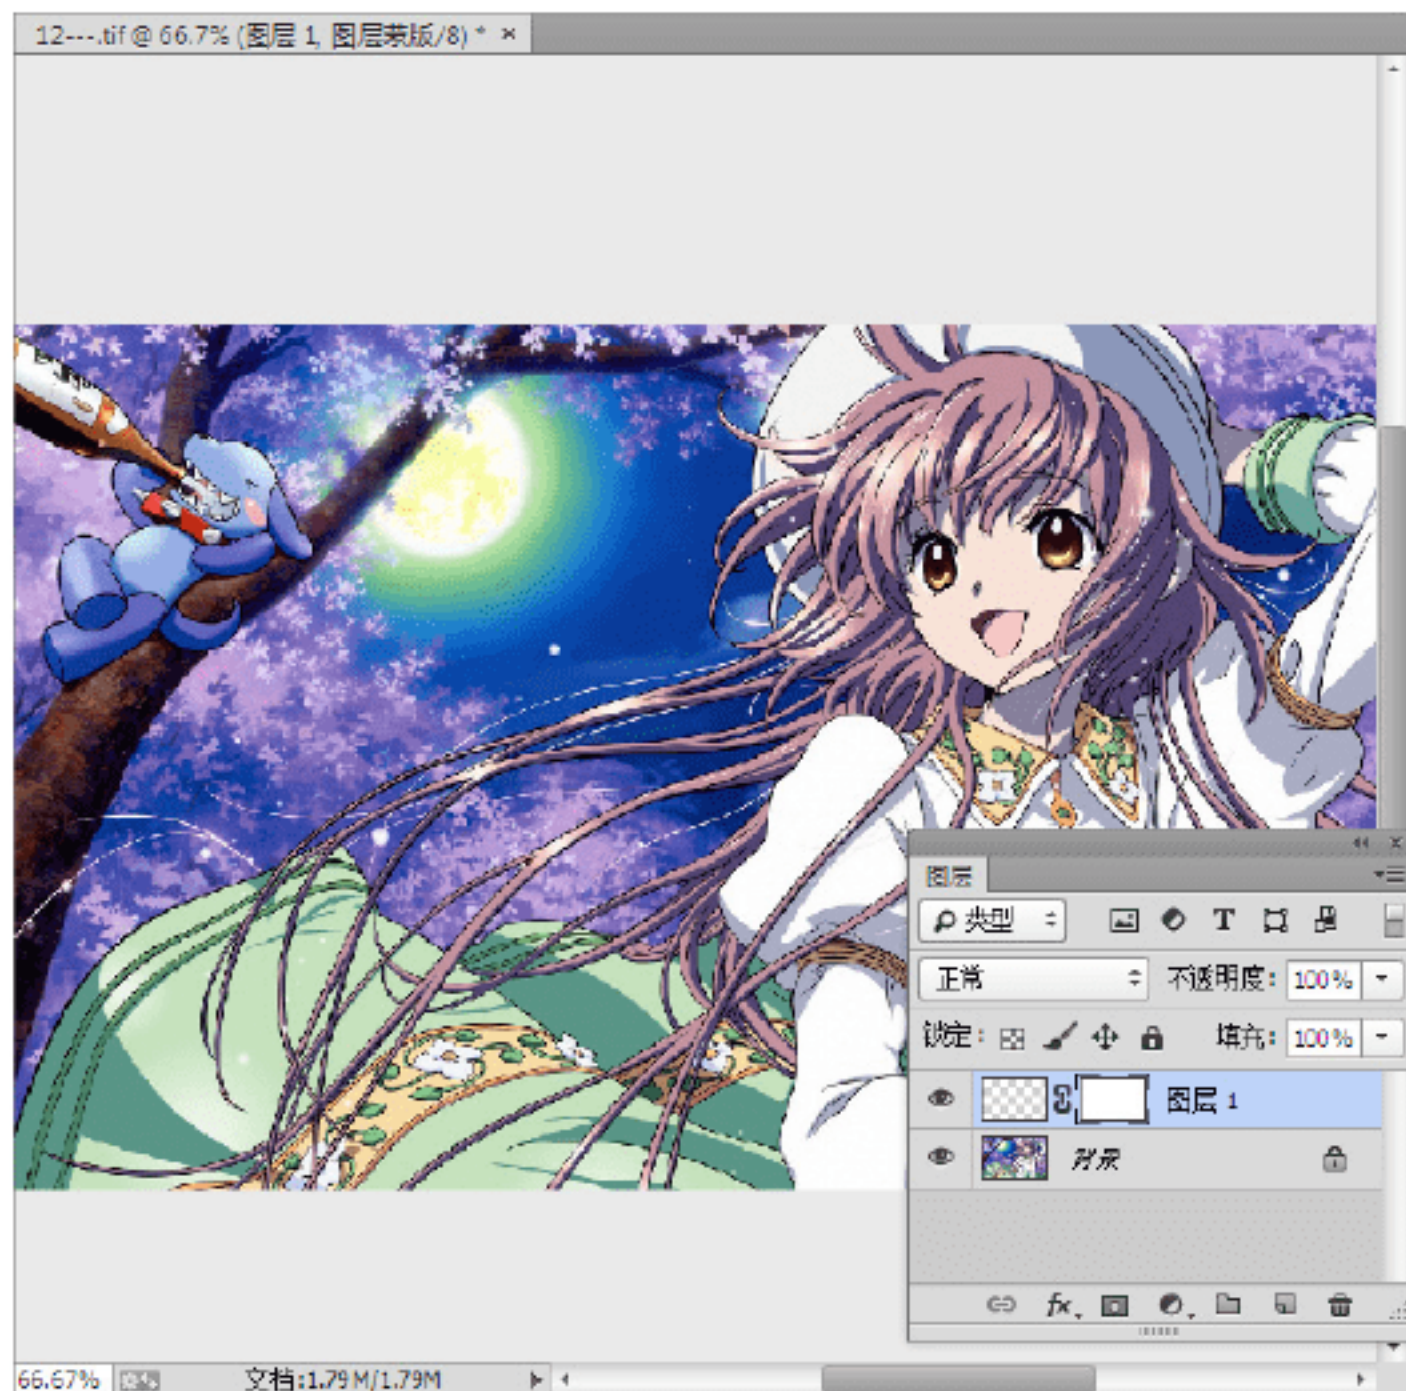 12---.tif @ 66.7% (图层 1, 图层蒙版/8) * ×
图层
类型
T
正常 不透明度: 100%
锁定: 填充: 100%
图层 1
背景
fx.
66.67% 文档:1.79M/1.79M